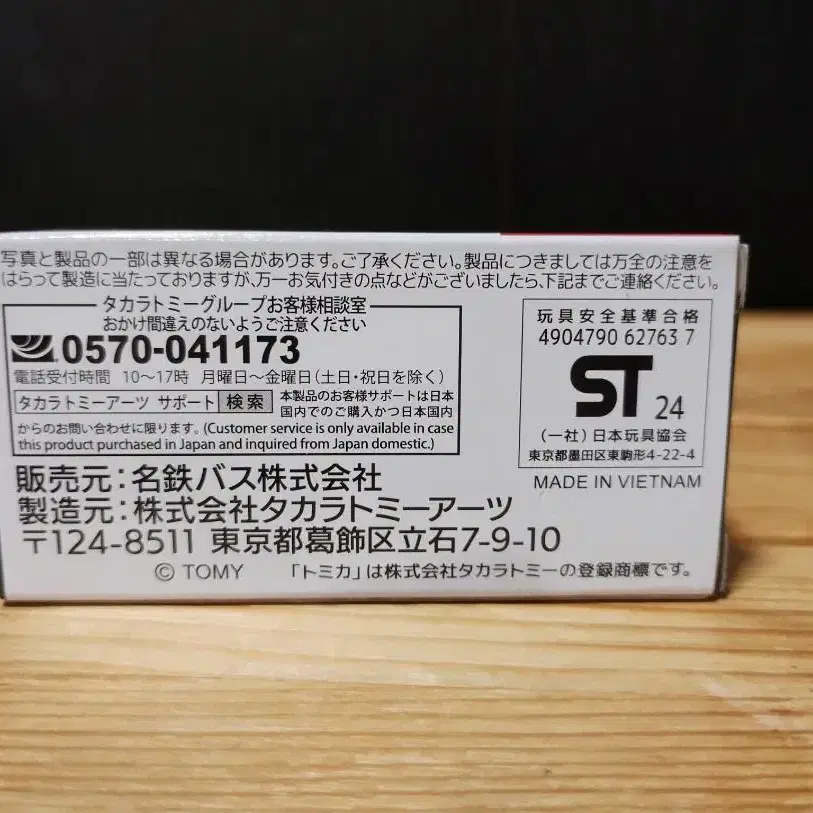 写真と製品の一部は異なる場合があります。ご了承ください。製品につきましては万全の注意を
はらって製造に当たっておりますが、万一お気付きの点などがございましたら、下記までご連絡ください。
タカラトミーグループお客様相談室
おかけ間違えのないようご注意ください
0570-041173
電話受付時間 10〜17時 月曜日〜金曜日(土日・祝日を除く)
タカラトミーアーツ サポート 検索 本製品のお客様サポートは日本
国内でのご購入かつ日本国内
からのお問い合わせに限ります。(Customer service is only available in case
this product purchased in Japan and inquired from Japan domestic.)
玩具安全基準合格
4904790 62763 7
ST 24
(一社)日本玩具協会
東京都墨田区東駒形4-22-4
MADE IN VIETNAM
販売元:名鉄バス株式会社
製造元:株式会社タカラトミーアーツ
〒124-8511 東京都葛飾区立石7-9-10
© TOMY 「トミカ」は株式会社タカラトミーの登録商標です。